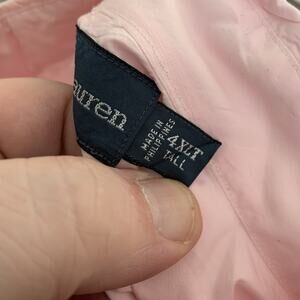 auren
4XLT
TALL
MADE IN
PHILIPPINES